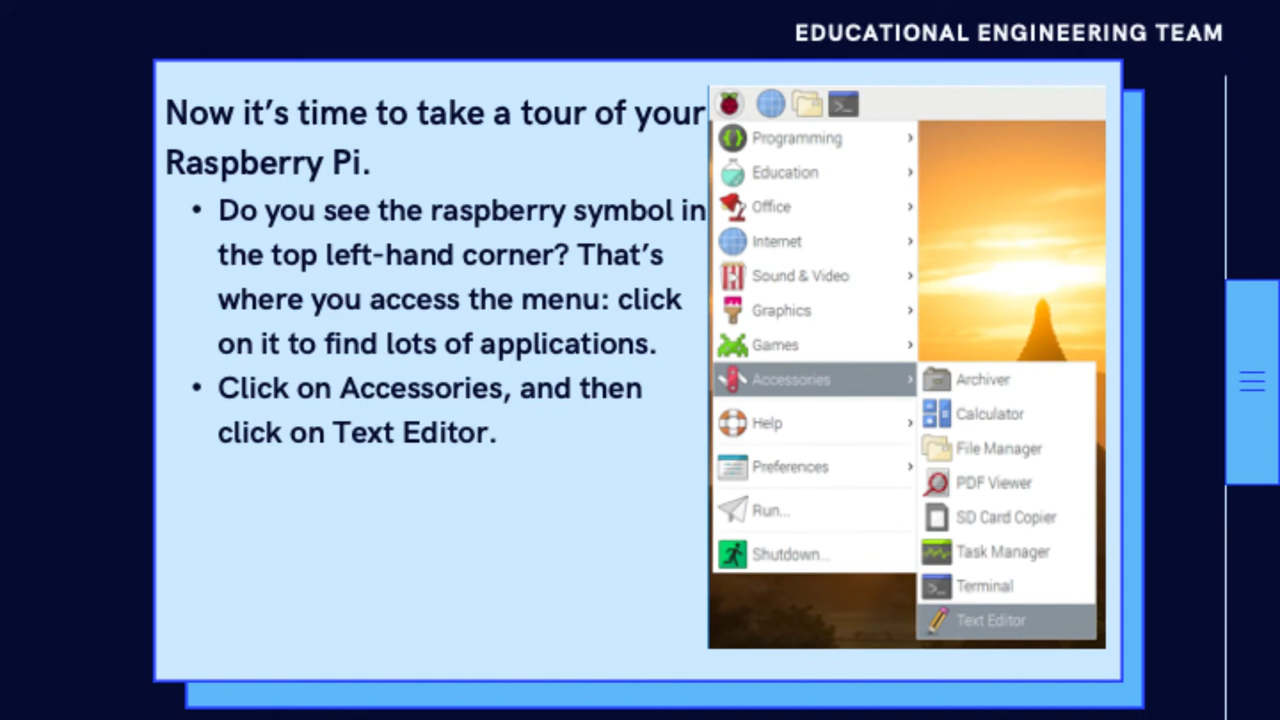 EDUCATIONAL ENGINEERING TEAM
Now it's time to take a tour of your
Raspberry Pi.
• Do you see the raspberry symbol in
the top left-hand corner? That's
where you access the menu: click
on it to find lots of applications.
• Click on Accessories, and then
click on Text Editor.
Programming
Education
Office
Internet
Sound & Video
Graphics
Games
Accessories
Help
Preferences
Run...
Shutdown...
Archiver
Calculator
File Manager
PDF Viewer
SD Card Copier
Task Manager
Terminal
Text Editor